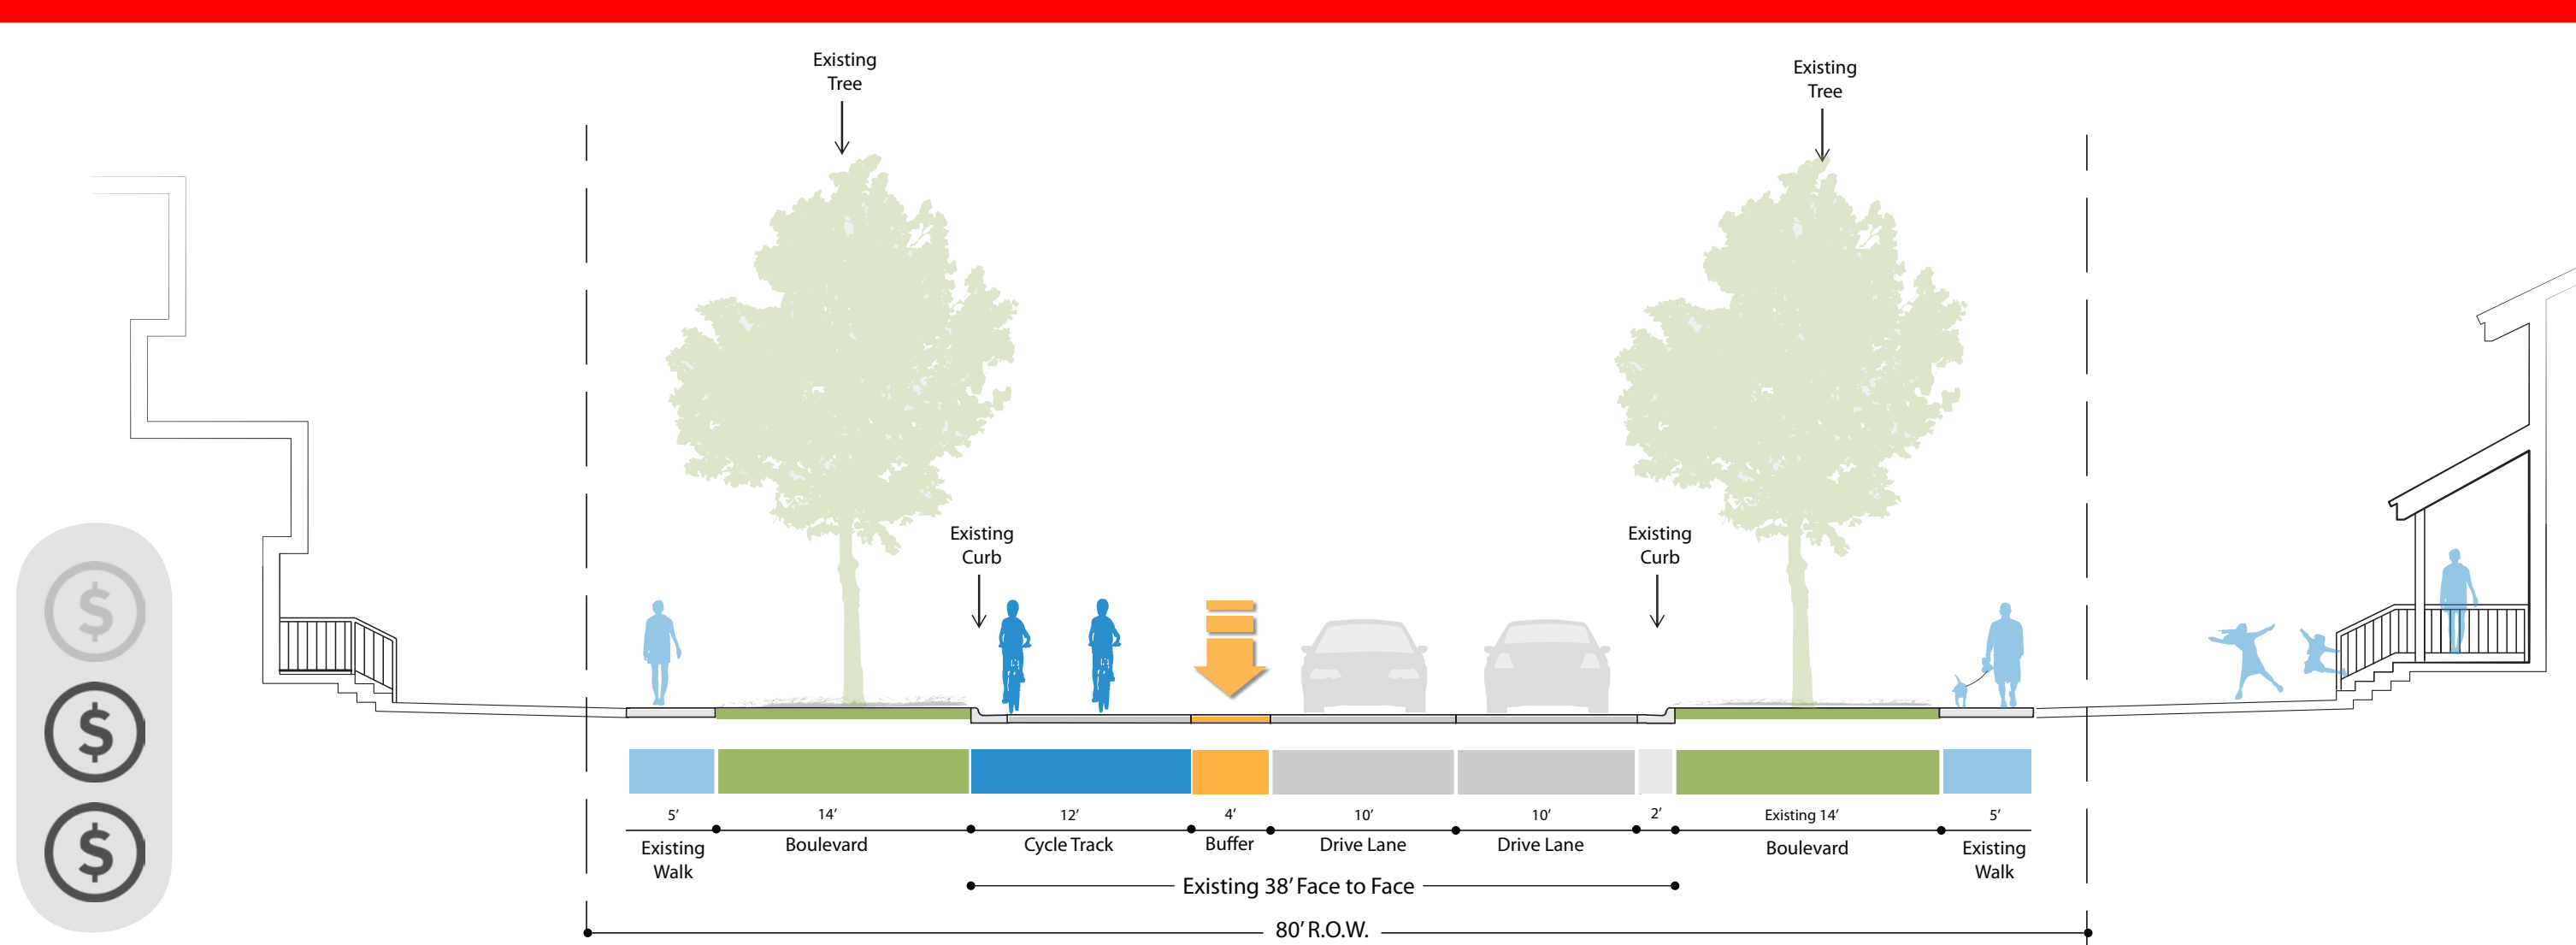 Existing
Tree
Existing
Tree
Existing
Curb
Existing
Curb
$
$
$
5’
14’
12’
4’
10’
10’
2’
Existing 14’
5’
Existing
Walk
Boulevard
Cycle Track
Buffer
Drive Lane
Drive Lane
Boulevard
Existing
Walk
Existing 38’ Face to Face
80’ R.O.W.